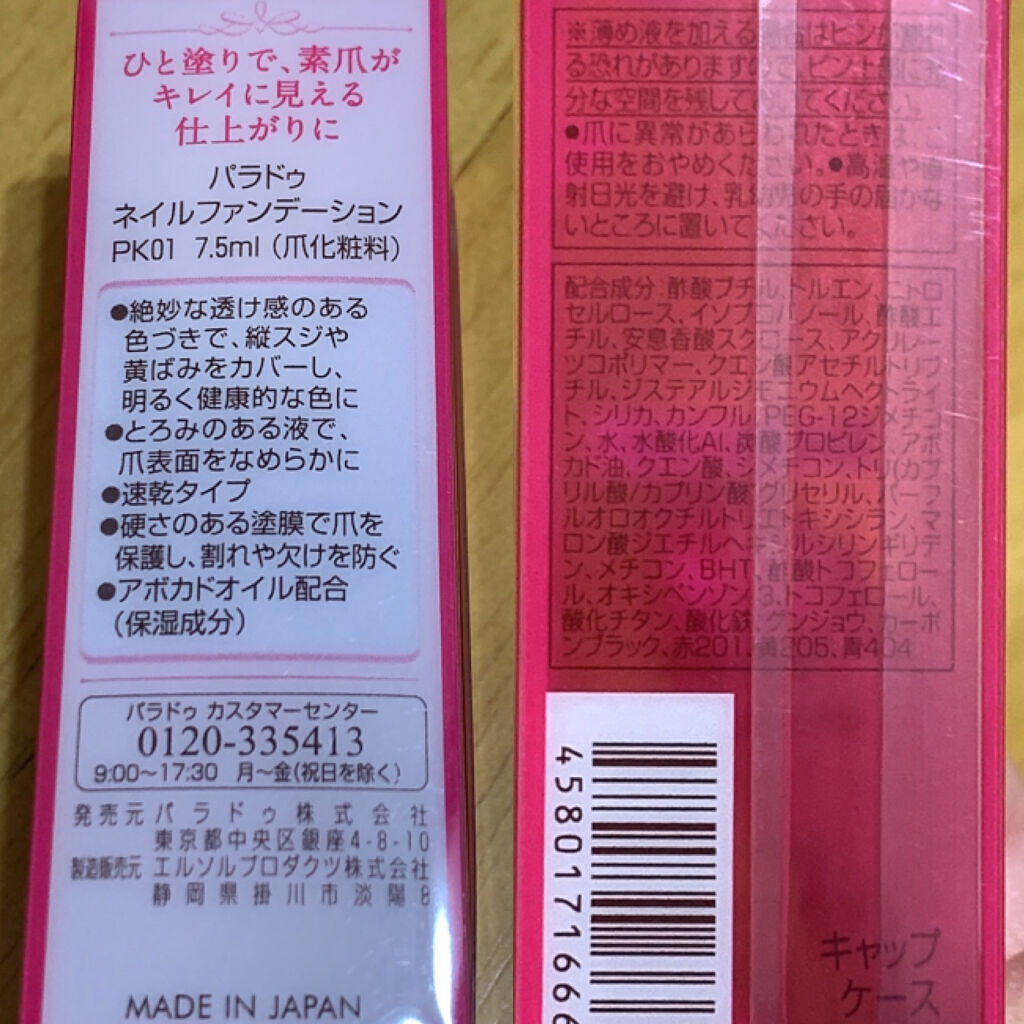 ひと塗りで、素爪が
キレイに見える
仕上がりに
パラドゥ
ネイルファンデーション
PK01 7.5ml（爪化粧料）
●絶妙な透け感のある
色づきで、縦スジや
黄ばみをカバーし、
明るく健康的な色に
●とろみのある液で、
爪表面をなめらかに
●速乾タイプ
●硬さのある塗膜で爪を
保護し、割れや欠けを防ぐ
●アボカドオイル配合
（保湿成分）
パラドゥ カスタマーセンター
0120-335413
9:00〜17:30 月〜金（祝日を除く）
発売元 パラドゥ株式会社
東京都中央区銀座4-8-10
製造販売元 エルソルプロダクツ株式会社
静岡県掛川市淡陽8
MADE IN JAPAN
※薄め液を加える場合はビンが割れ
る恐れがありますので、ビン上部に充
分な空間を残しておいてください。
●爪に異常があらわれたときは、ご
使用をおやめください。●高温や直
射日光を避け、乳幼児の手の届かな
いところに置いてください。
配合成分：酢酸ブチル、トルエン、ニトロ
セルロース、イソプロパノール、酢酸エ
チル、安息香酸スクロース、アクリレー
ツコポリマー、クエン酸アセチルトリブ
チル、ジステアルジモニウムヘクトライ
ト、シリカ、カンフル、PEG-12ジメチコ
ン、水、水酸化Al、炭酸プロピレン、アボ
カド油、クエン酸、ジメチコン、トリ(カプ
リル酸/カプリン酸)グリセリル、パーフ
ルオロオクチルトリエトキシシラン、マ
ロン酸ジエチルヘキシルシリンギリデ
ン、メチコン、BHT、酢酸トコフェロー
ル、オキシベンゾン-3、トコフェロール、
酸化チタン、酸化鉄、グンジョウ、カーボ
ンブラック、赤201、黄205、青404
4580171666
キャップ
ケース